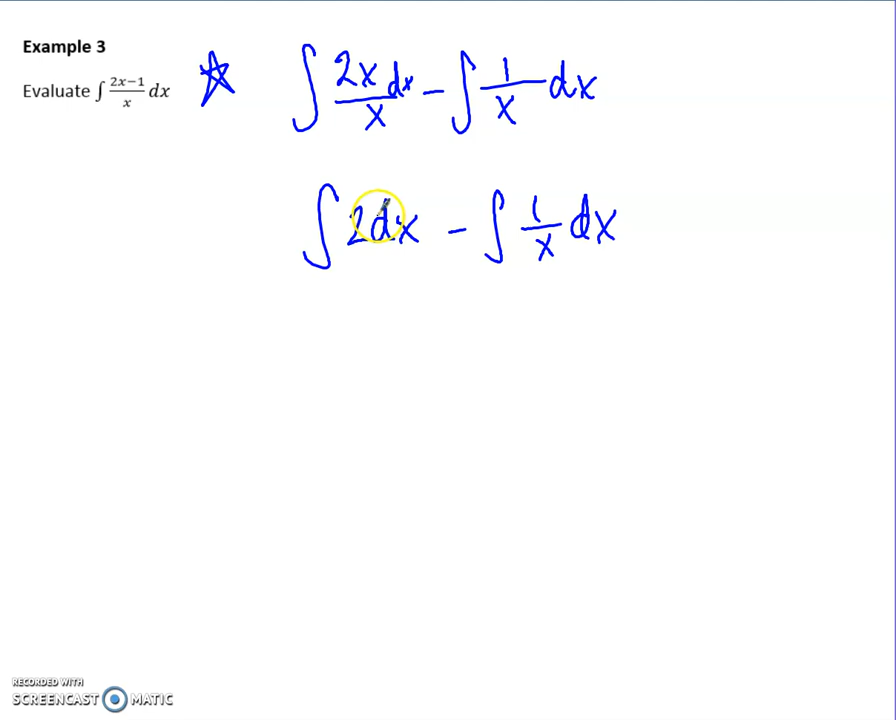 Example 3
Evaluate ∫ (2x−1)/x dx ☆ ∫ 2x dx/x − ∫ 1/x dx
∫ 2dx − ∫ 1/x dx
RECORDED WITH
SCREENCAST MATIC